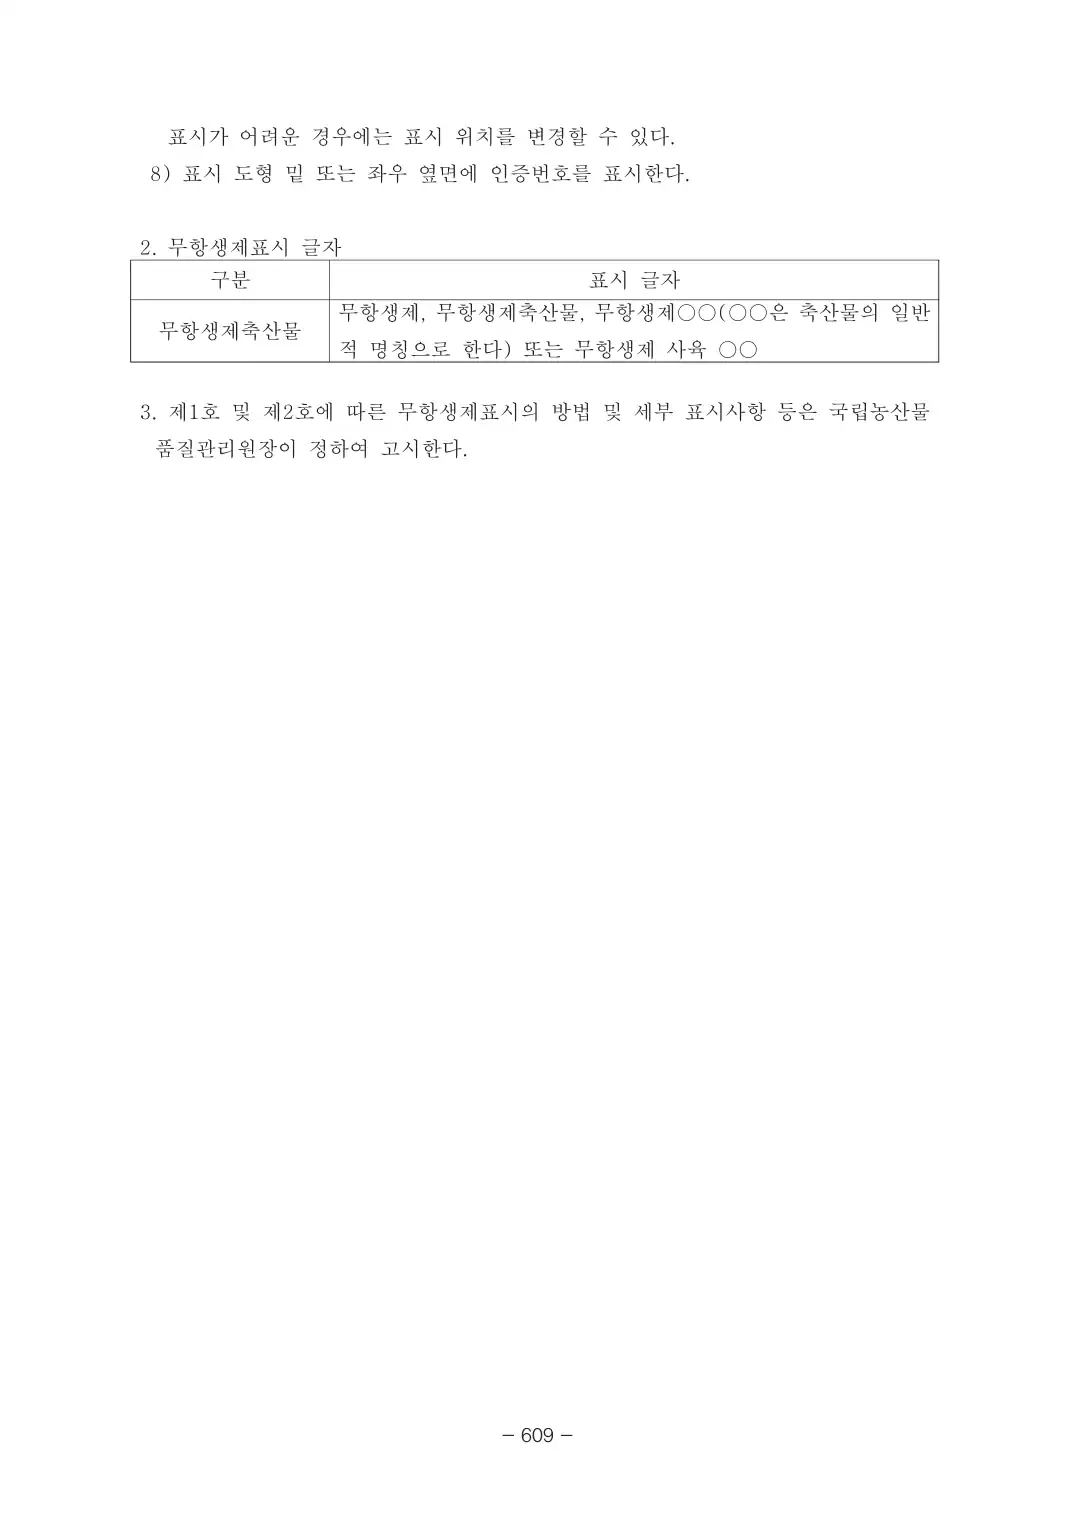 표시가 어려운 경우에는 표시 위치를 변경할 수 있다.
8) 표시 도형 밑 또는 좌우 옆면에 인증번호를 표시한다.
2. 무항생제표시 글자
구분 표시 글자
무항생제축산물
무항생제, 무항생제축산물, 무항생제○○(○○은 축산물의 일반
적 명칭으로 한다) 또는 무항생제 사육 ○○
3. 제1호 및 제2호에 따른 무항생제표시의 방법 및 세부 표시사항 등은 국립농산물
품질관리원장이 정하여 고시한다.
- 609 -